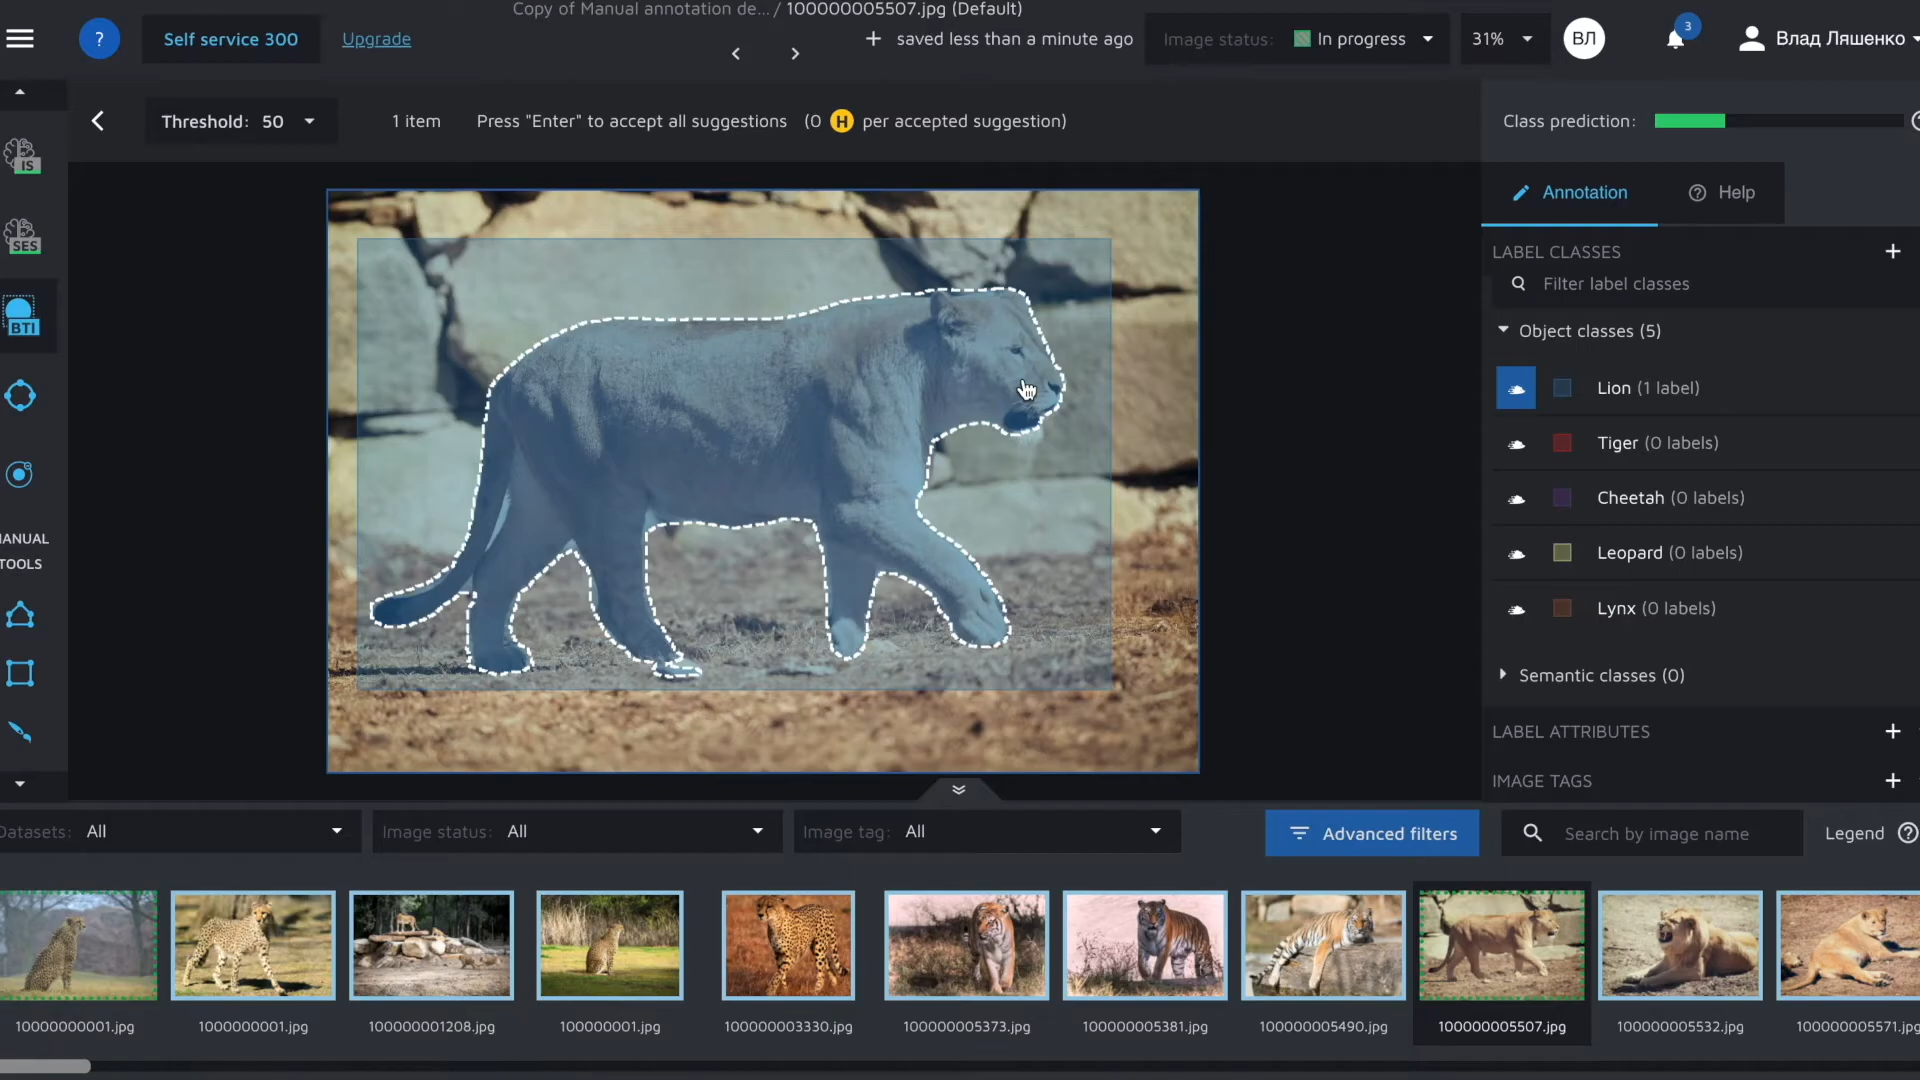 Copy of Manual annotation de... / 100000005507.jpg (Default)
? Self service 300 Upgrade
+ saved less than a minute ago
Image status: In progress
31%
ВЛ
3
Влад Ляшенко
Threshold: 50
1 item
Press "Enter" to accept all suggestions (0 H per accepted suggestion)
Class prediction:
IS
SES
BTI
MANUAL
TOOLS
Annotation
? Help
LABEL CLASSES +
Filter label classes
Object classes (5)
Lion (1 label)
Tiger (0 labels)
Cheetah (0 labels)
Leopard (0 labels)
Lynx (0 labels)
Semantic classes (0)
LABEL ATTRIBUTES +
IMAGE TAGS +
Datasets: All
Image status: All
Image tag: All
Advanced filters
Search by image name
Legend ?
10000000001.jpg
100000001.jpg
100000001208.jpg
100000001.jpg
100000003330.jpg
100000005373.jpg
100000005381.jpg
100000005490.jpg
100000005507.jpg
100000005532.jpg
100000005571.jpg